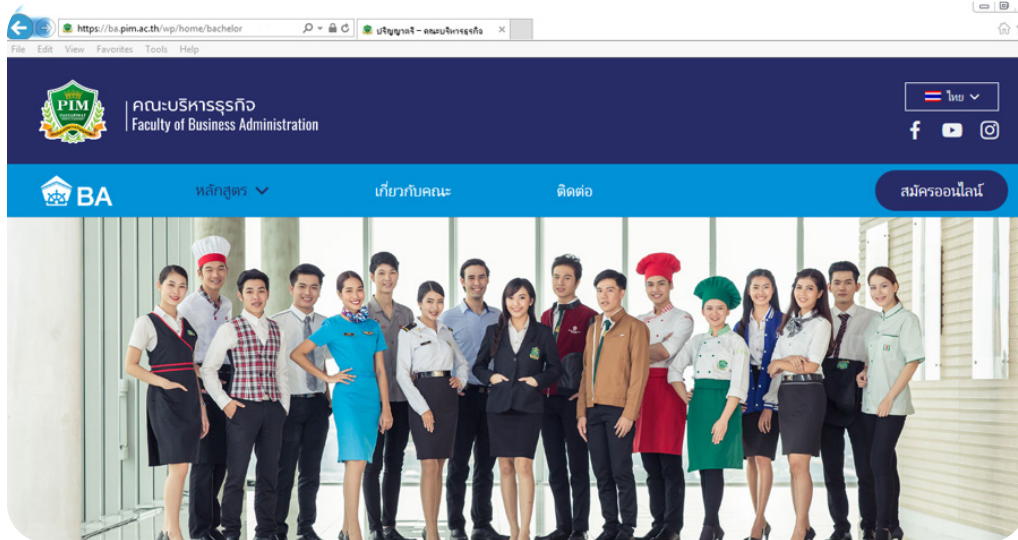 https://ba.pim.ac.th/wp/home/bachelor
ปริญญาตรี – คณะบริหารธุรกิจ
File Edit View Favorites Tools Help
PIM
คณะบริหารธุรกิจ
Faculty of Business Administration
ไทย
BA
หลักสูตร
เกี่ยวกับคณะ
ติดต่อ
สมัครออนไลน์